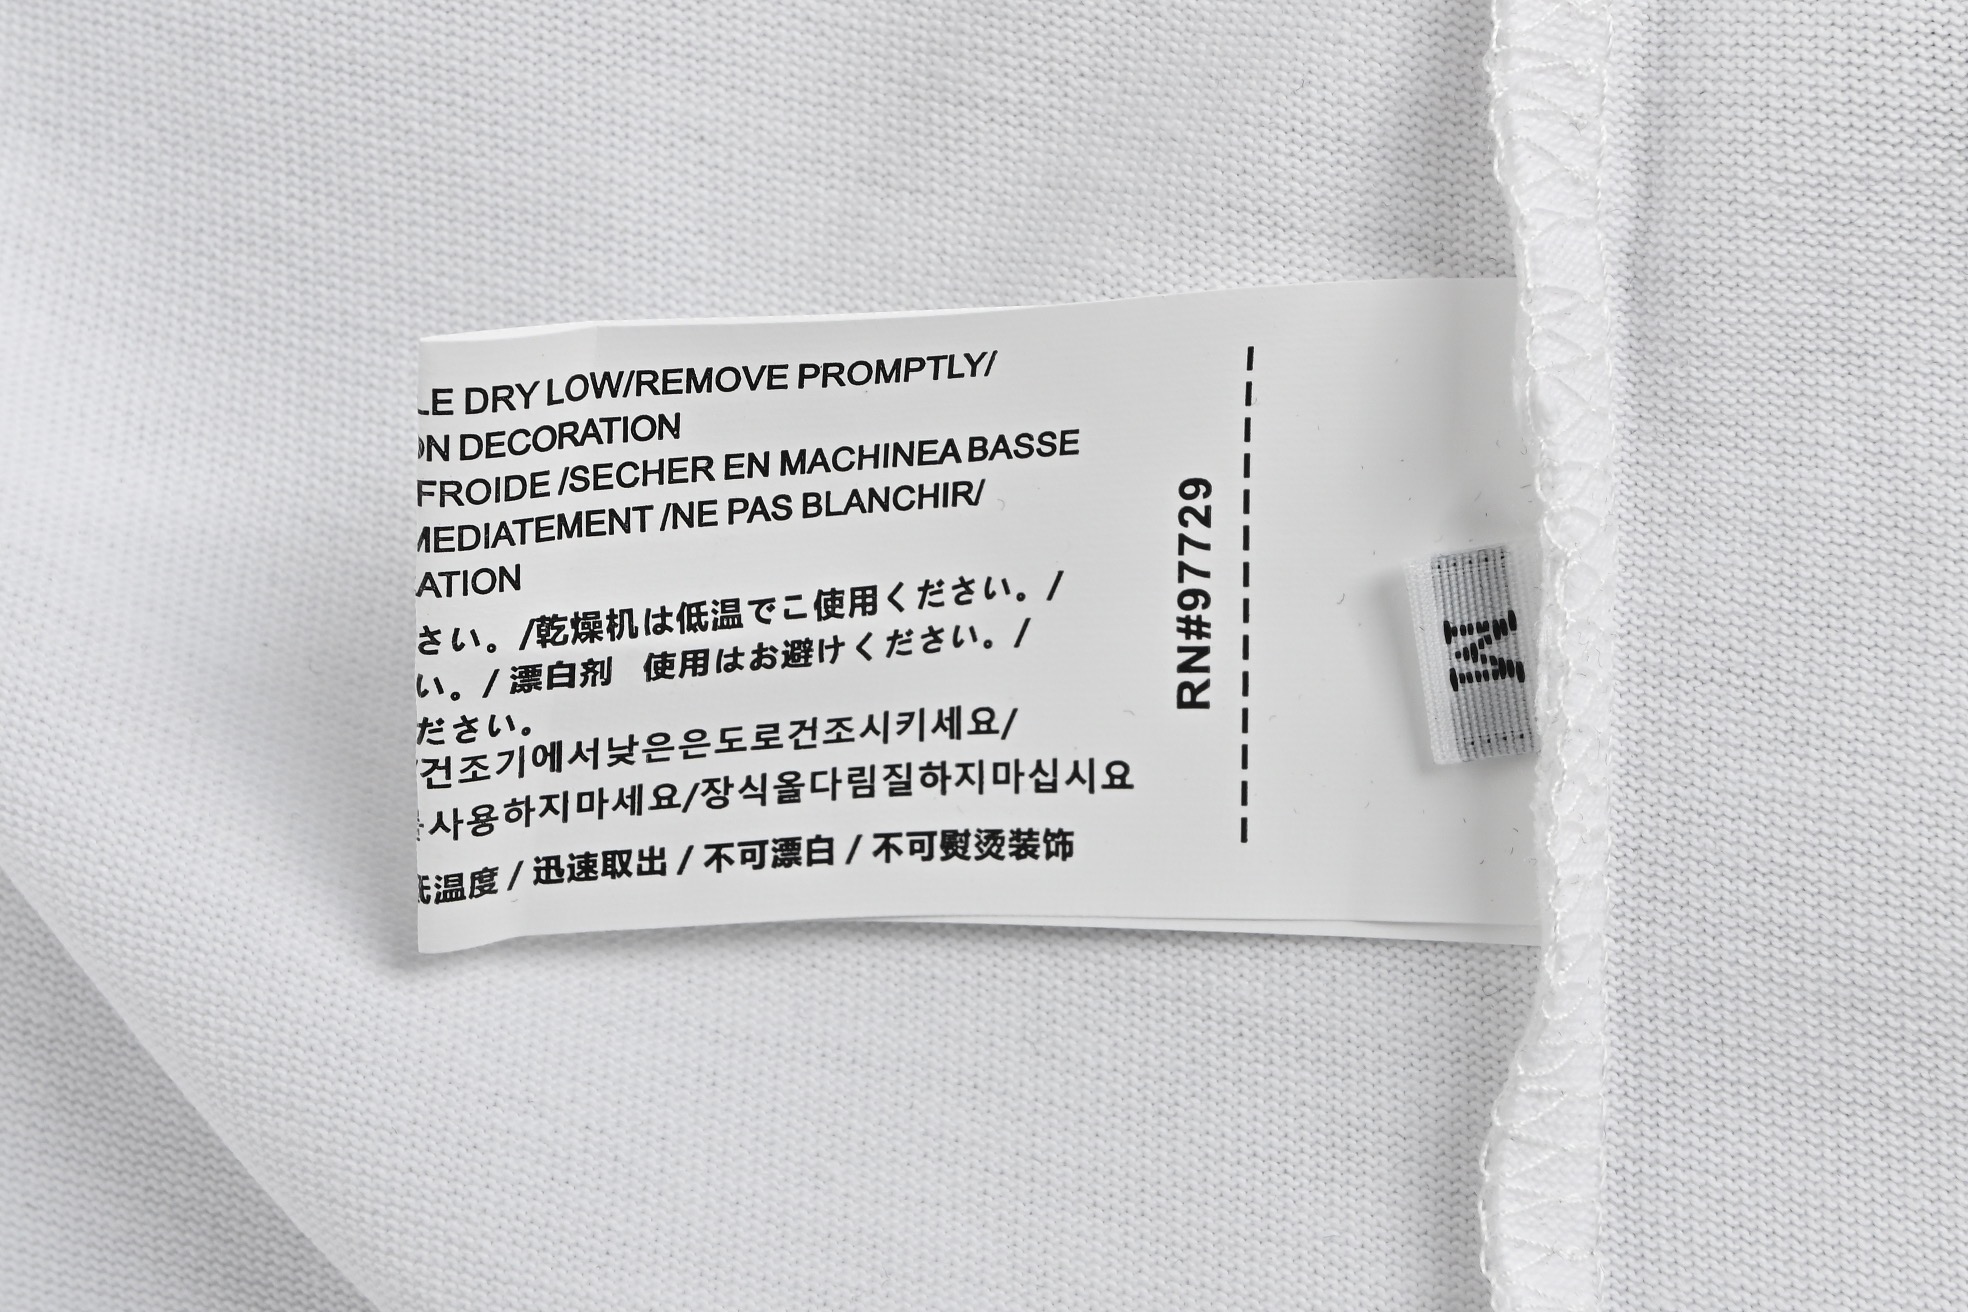 LE DRY LOW/REMOVE PROMPTLY/
ON DECORATION
FROIDE /SECHER EN MACHINEA BASSE
MEDIATEMENT /NE PAS BLANCHIR/
ATION
さい。/乾燥机は低温でご使用ください。/
い。/ 漂白剤 使用はお避けください。/
ださい。
/건조기에서낮은은도로건조시키세요/
사용하지마세요/장식올다림질하지마십시요
低温度 / 迅速取出 / 不可漂白 / 不可熨烫装饰
RN#97729
M